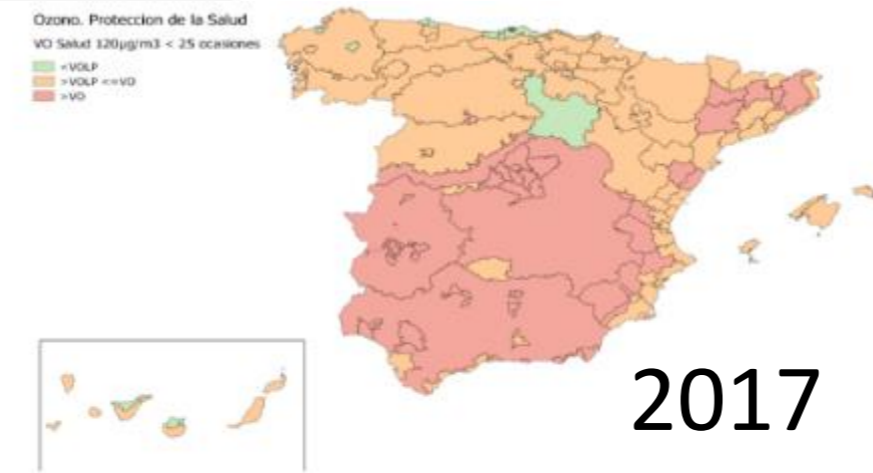 Ozono. Proteccion de la Salud
VO Salud 120µg/m3 < 25 ocasiones
<VOLP
>VOLP <=VO
>VO
2017